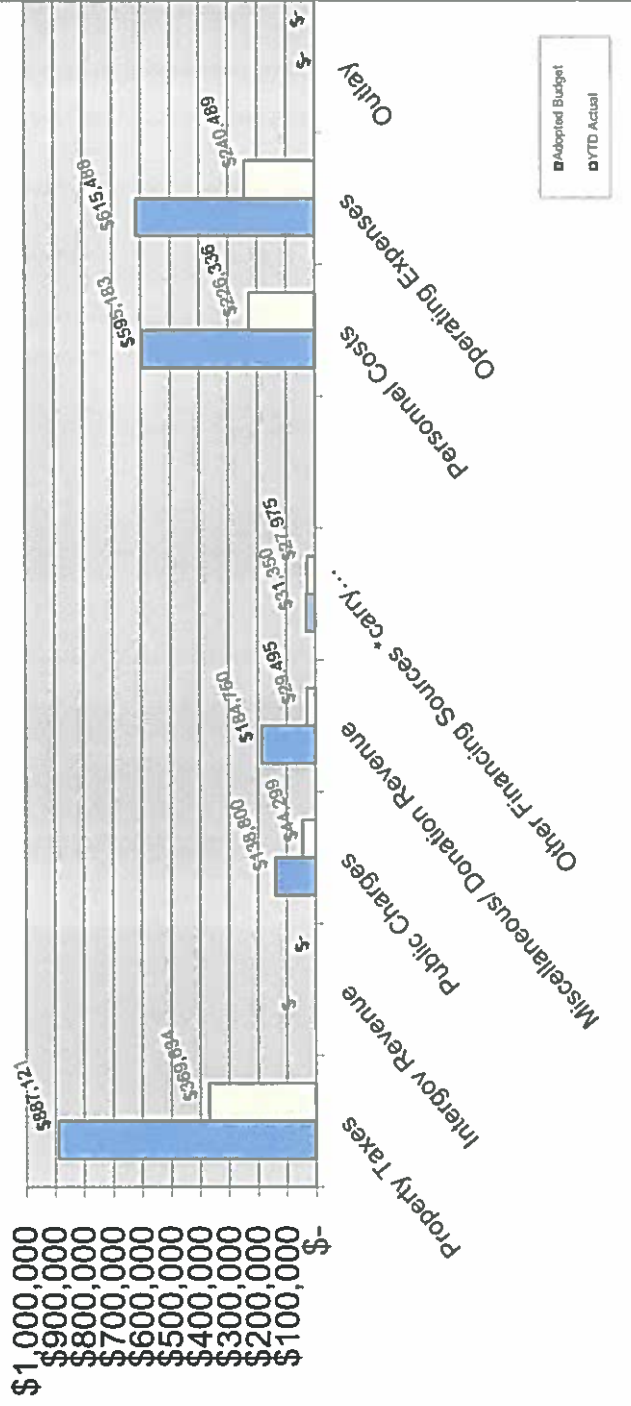 $1,000,000
$900,000
$800,000
$700,000
$600,000
$500,000
$400,000
$300,000
$200,000
$100,000
$-
$887,121
$369,634
$
$-
$138,800
$44,299
$184,760
$29,495
$31,350
$27,975
$595,183
$226,336
$615,488
$240,489
$-
$-
Property Taxes
Intergov Revenue
Public Charges
Miscellaneous/ Donation Revenue
Other Financing Sources *carry...
Personnel Costs
Operating Expenses
Outlay
Adopted Budget
YTD Actual